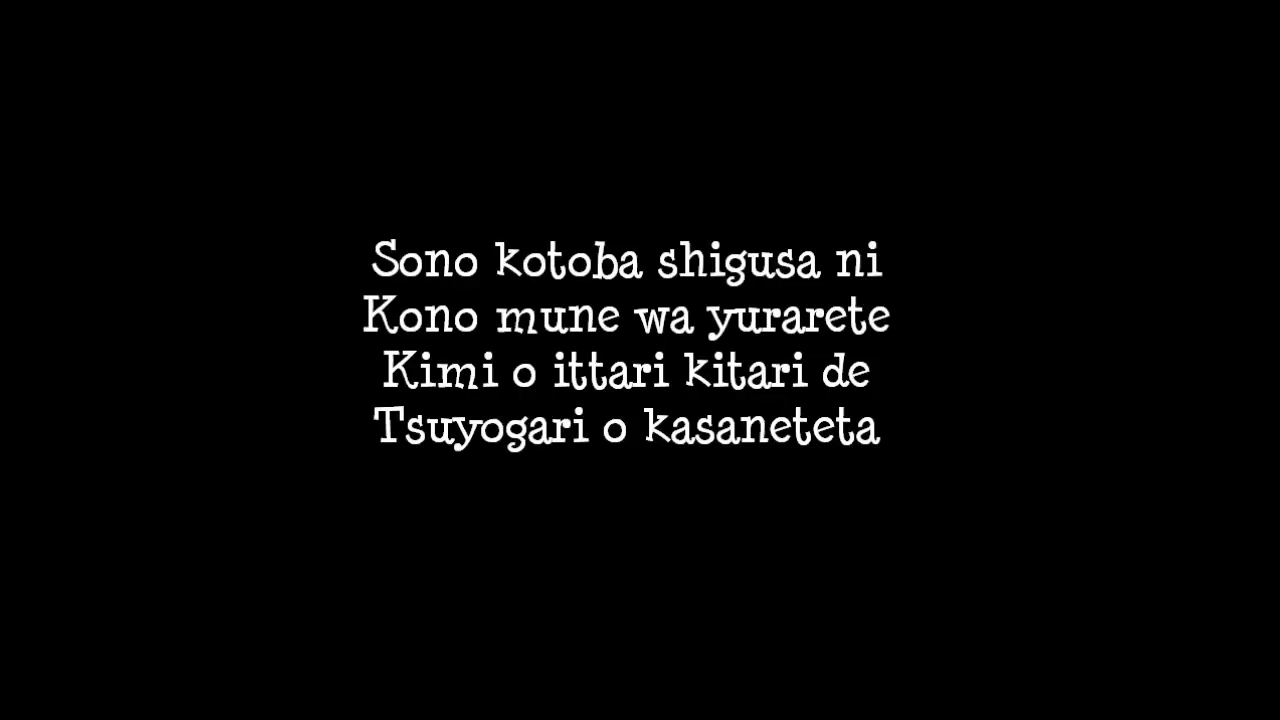 Sono kotoba shigusa ni
Kono mune wa yurarete
Kimi o ittari kitari de
Tsuyogari o kasaneteta